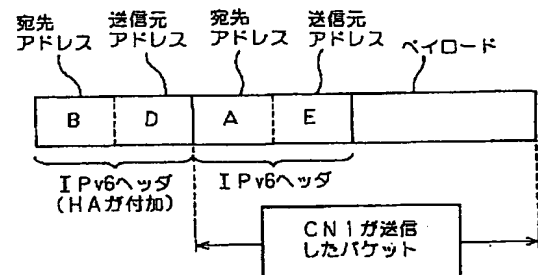 宛先
アドレス
送信元
アドレス
宛先
アドレス
送信元
アドレス
ペイロード
B
D
A
E
IPv6ヘッダ
(HAが付加)
IPv6ヘッダ
CN1が送信
したパケット